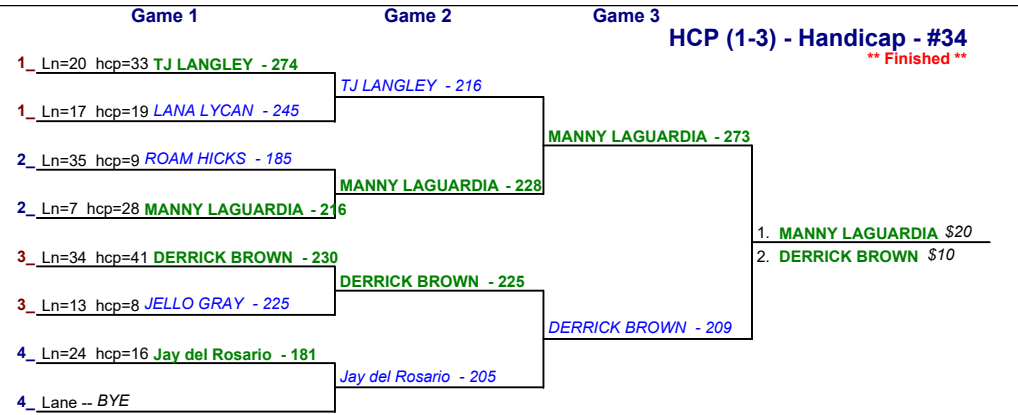 Game 1 Game 2 Game 3
HCP (1-3) - Handicap - #34
** Finished **
1_ Ln=20 hcp=33 TJ LANGLEY - 274
TJ LANGLEY - 216
1_ Ln=17 hcp=19 LANA LYCAN - 245
MANNY LAGUARDIA - 273
2_ Ln=35 hcp=9 ROAM HICKS - 185
MANNY LAGUARDIA - 228
2_ Ln=7 hcp=28 MANNY LAGUARDIA - 216
1. MANNY LAGUARDIA $20
2. DERRICK BROWN $10
3_ Ln=34 hcp=41 DERRICK BROWN - 230
DERRICK BROWN - 225
3_ Ln=13 hcp=8 JELLO GRAY - 225
DERRICK BROWN - 209
4_ Ln=24 hcp=16 Jay del Rosario - 181
Jay del Rosario - 205
4_ Lane -- BYE